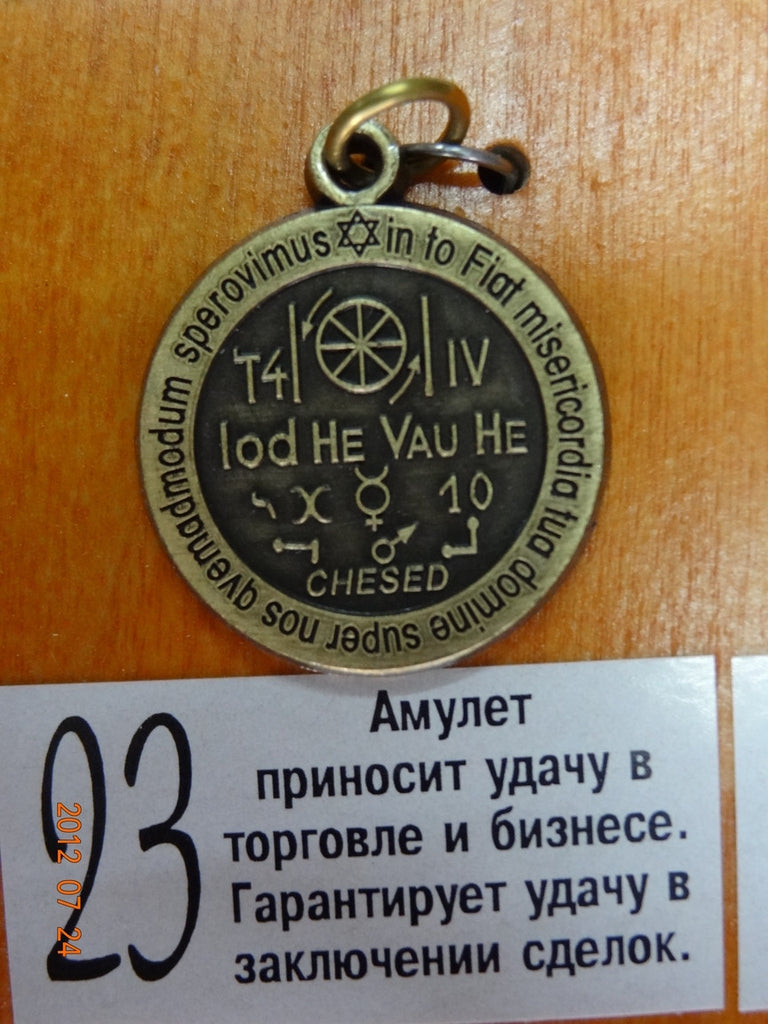 in to Fiat misericordia tua domine super nos qvemadmodum sperovimus
T4 IV
Iod HE VAU HE
10
CHESED
23
Амулет
приносит удачу в
торговле и бизнесе.
Гарантирует удачу в
заключении сделок.
2012 07 24